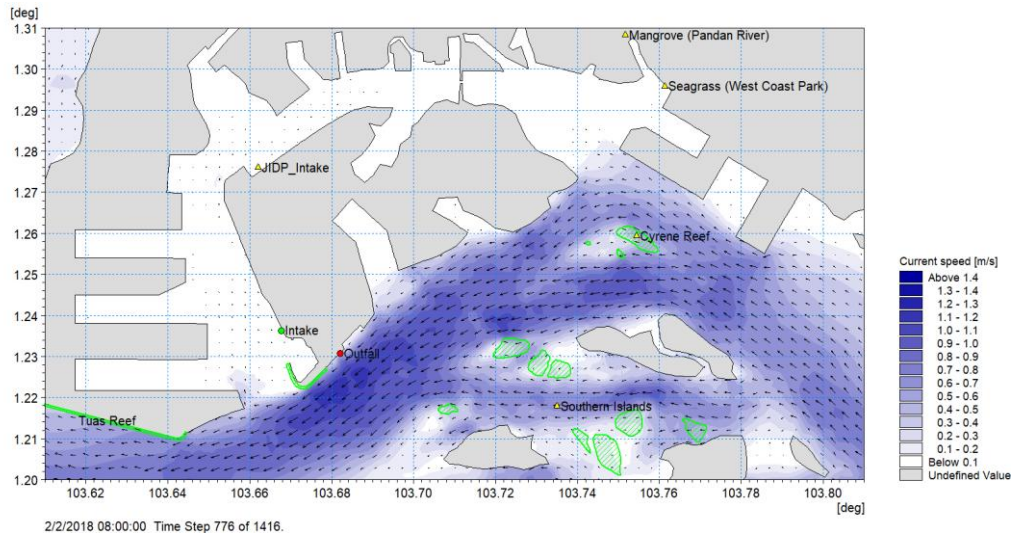 [deg]
1.31
Mangrove (Pandan River)
1.30
Seagrass (West Coast Park)
1.29
1.28
JIDP_Intake
1.27
1.26
Cyrene Reef
1.25
1.24
Intake
1.23
Outfall
1.22
Southern Islands
Tuas Reef
1.21
1.20
103.62 103.64 103.66 103.68 103.70 103.72 103.74 103.76 103.78 103.80
[deg]
Current speed [m/s]
Above 1.4
1.3 - 1.4
1.2 - 1.3
1.1 - 1.2
1.0 - 1.1
0.9 - 1.0
0.8 - 0.9
0.7 - 0.8
0.6 - 0.7
0.5 - 0.6
0.4 - 0.5
0.3 - 0.4
0.2 - 0.3
0.1 - 0.2
Below 0.1
Undefined Value
2/2/2018 08:00:00 Time Step 776 of 1416.